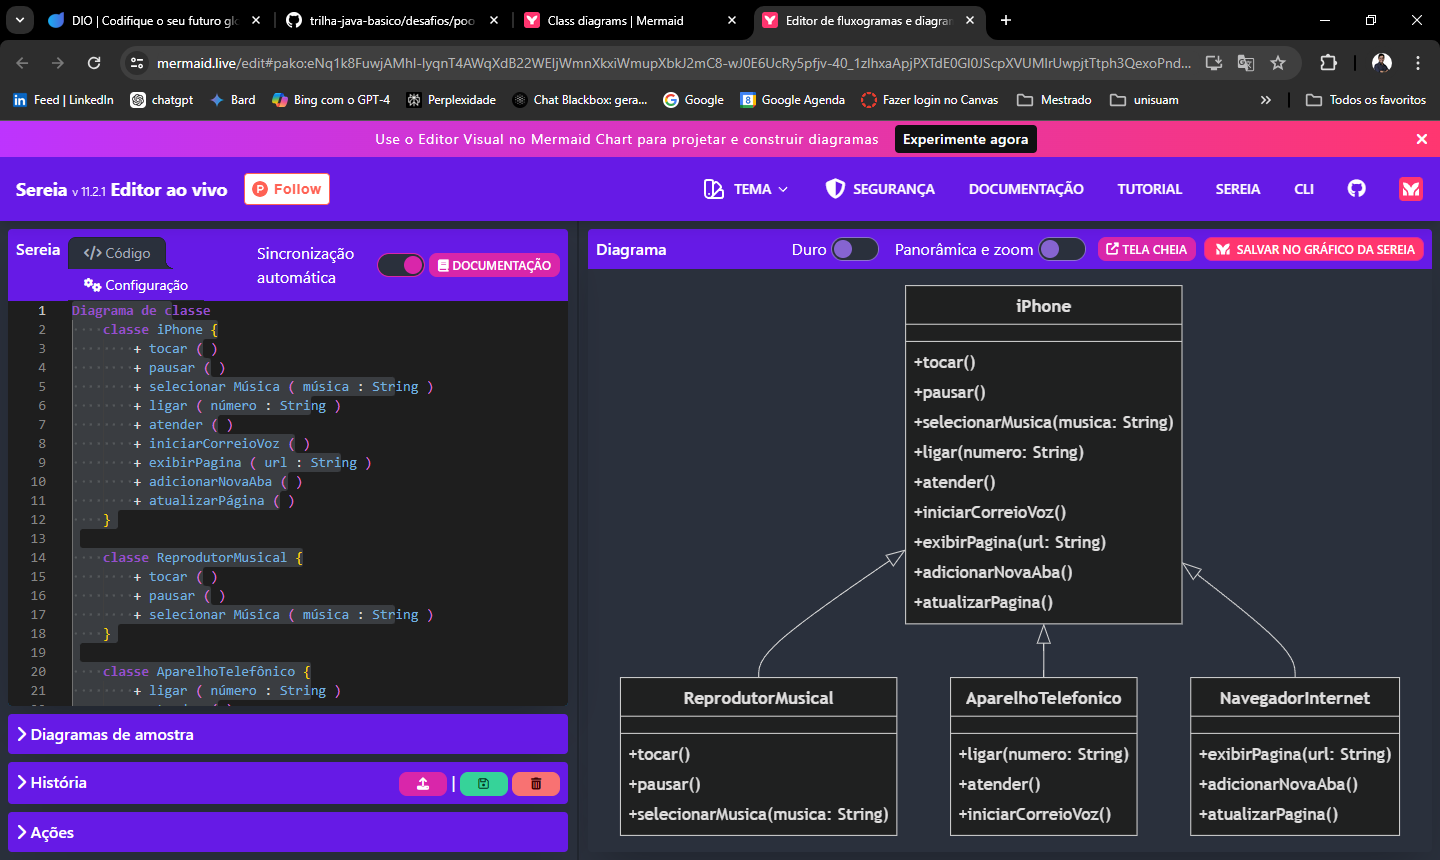 DIO | Codifique o seu futuro glo
trilha-java-basico/desafios/poo
Class diagrams | Mermaid
Editor de fluxogramas e diagram
mermaid.live/edit#pako:eNq1k8FuwjAMhl-lyqnT4AWqXdB22WEIjWmnXkxiWmupXbkJ2mC8-wJ0E6UcRy5pfjv-40_1zlhxaApjPXTdE0Gl0JScpXVUMlrUwpjtTtph3QexoPnd...
Feed | LinkedIn
chatgpt
Bard
Bing com o GPT-4
Perplexidade
Chat Blackbox: gera...
Google
Google Agenda
Fazer login no Canvas
Mestrado
unisuam
Todos os favoritos
Use o Editor Visual no Mermaid Chart para projetar e construir diagramas
Experimente agora
Sereia v 11.2.1 Editor ao vivo
Follow
TEMA
SEGURANÇA
DOCUMENTAÇÃO
TUTORIAL
SEREIA
CLI
Sereia
</> Código
Configuração
Sincronização
automática
DOCUMENTAÇÃO
1 Diagrama de classe
2 classe iPhone {
3 + tocar ( )
4 + pausar ( )
5 + selecionar Música ( música : String )
6 + ligar ( número : String )
7 + atender ( )
8 + iniciarCorreioVoz ( )
9 + exibirPagina ( url : String )
10 + adicionarNovaAba ( )
11 + atualizarPágina ( )
12 }
13
14 classe ReprodutorMusical {
15 + tocar ( )
16 + pausar ( )
17 + selecionar Música ( música : String )
18 }
19
20 classe AparelhoTelefônico {
21 + ligar ( número : String )
Diagramas de amostra
História
Ações
Diagrama
Duro
Panorâmica e zoom
TELA CHEIA
SALVAR NO GRÁFICO DA SEREIA
iPhone
+tocar()
+pausar()
+selecionarMusica(musica: String)
+ligar(numero: String)
+atender()
+iniciarCorreioVoz()
+exibirPagina(url: String)
+adicionarNovaAba()
+atualizarPagina()
ReprodutorMusical
+tocar()
+pausar()
+selecionarMusica(musica: String)
AparelhoTelefonico
+ligar(numero: String)
+atender()
+iniciarCorreioVoz()
NavegadorInternet
+exibirPagina(url: String)
+adicionarNovaAba()
+atualizarPagina()